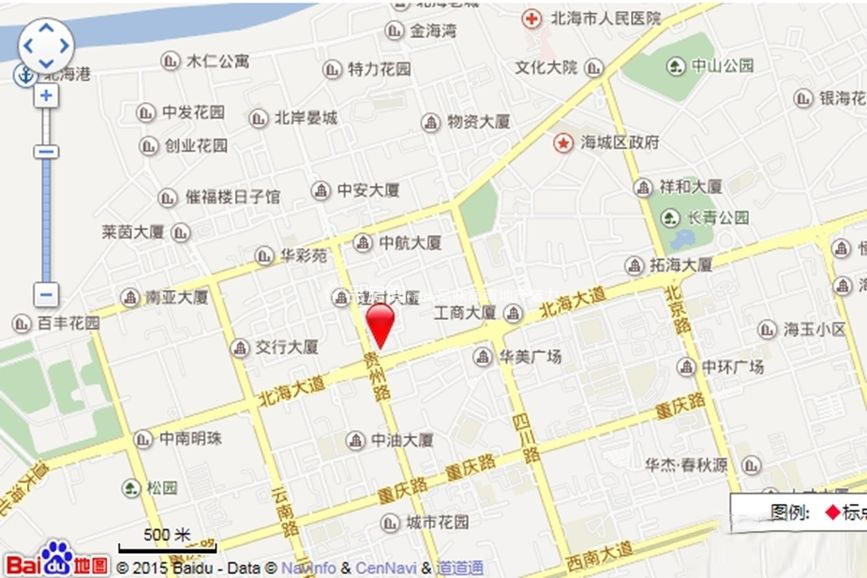 金海湾
北海市人民医院
木仁公寓
特力花园
文化大院
中山公园
北海港
银海花
中发花园
北岸晏城
物资大厦
创业花园
海城区政府
催福楼日子馆
中安大厦
祥和大厦
莱茵大厦
长青公园
华彩苑
中航大厦
拓海大厦
南亚大厦
工商大厦
北海大道
百丰花园
北京路
海玉小区
交行大厦
华美广场
贵州路
中环广场
北海大道
四川路
重庆路
中南明珠
中油大厦
重庆路
华杰·春秋源
松园
重庆路
云南路
城市花园
图例:
标点
500 米
西南大道
Baidu地图
© 2015 Baidu - Data © NavInfo & CenNavi & 道道通